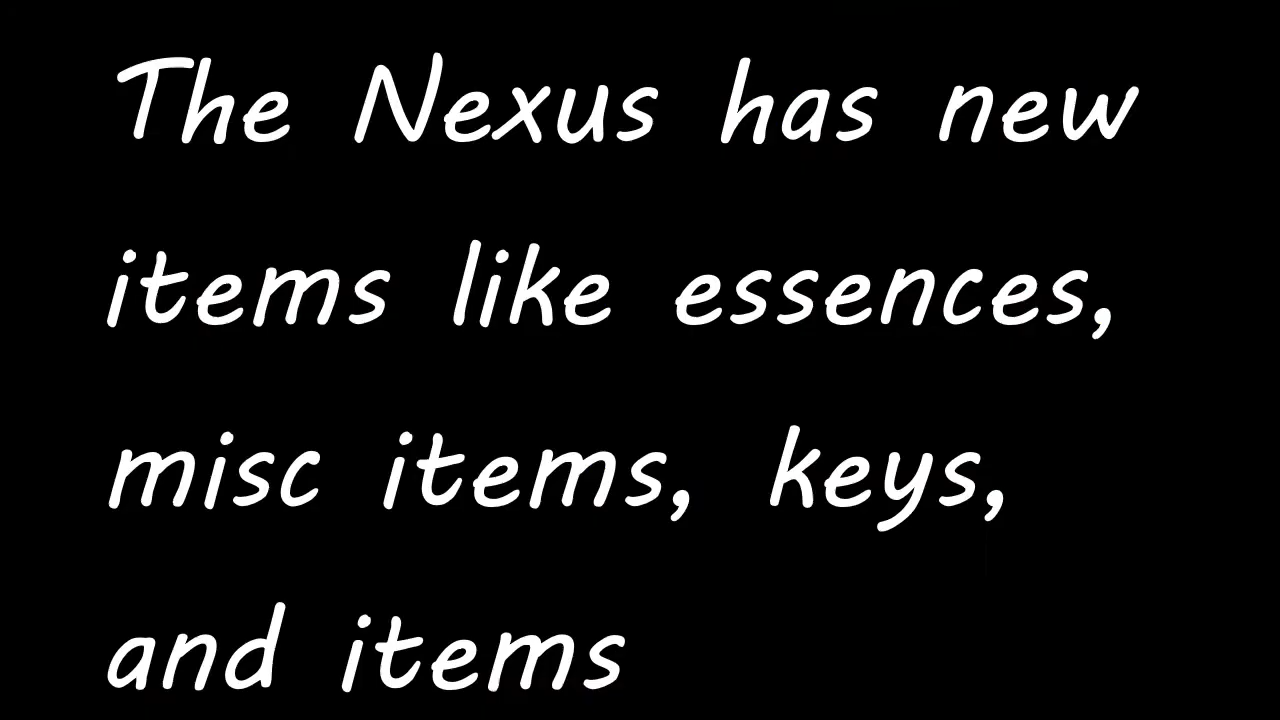 The Nexus has new
items like essences,
misc items, keys,
and items